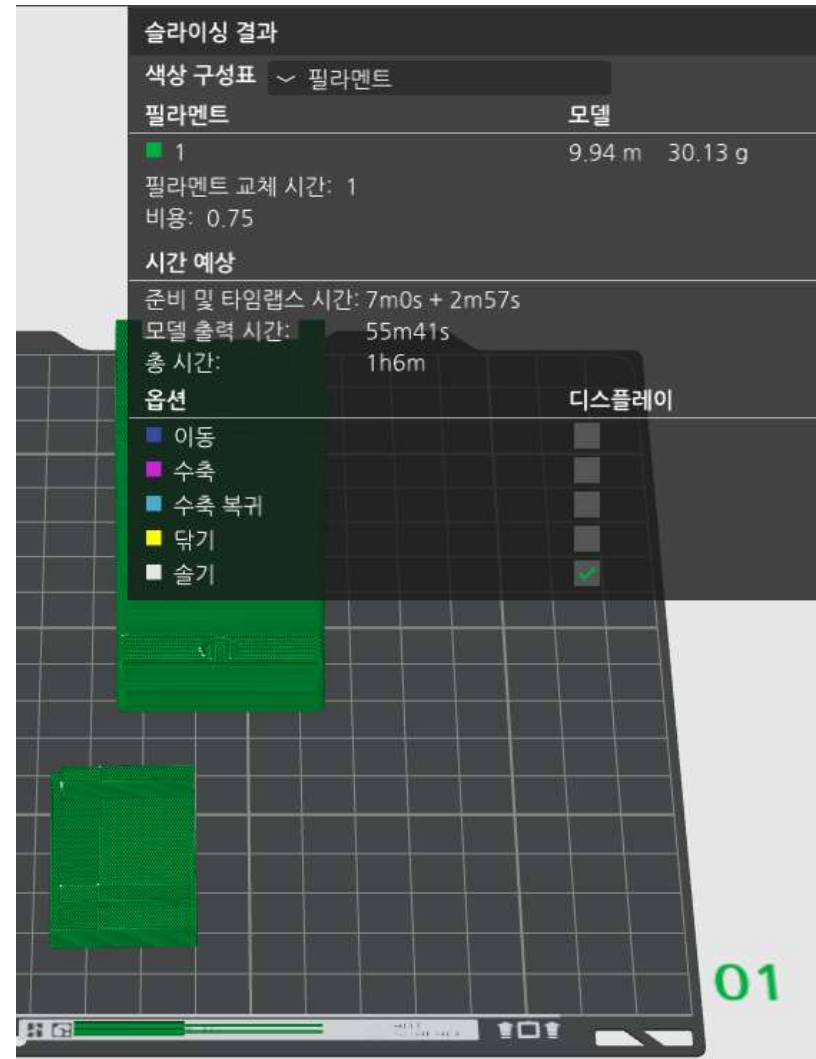 슬라이싱 결과
색상 구성표 필라멘트
필라멘트 모델
1 9.94 m 30.13 g
필라멘트 교체 시간: 1
비용: 0.75
시간 예상
준비 및 타임랩스 시간: 7m0s + 2m57s
모델 출력 시간: 55m41s
총 시간: 1h6m
옵션 디스플레이
이동
수축
수축 복귀
닦기
솔기
01